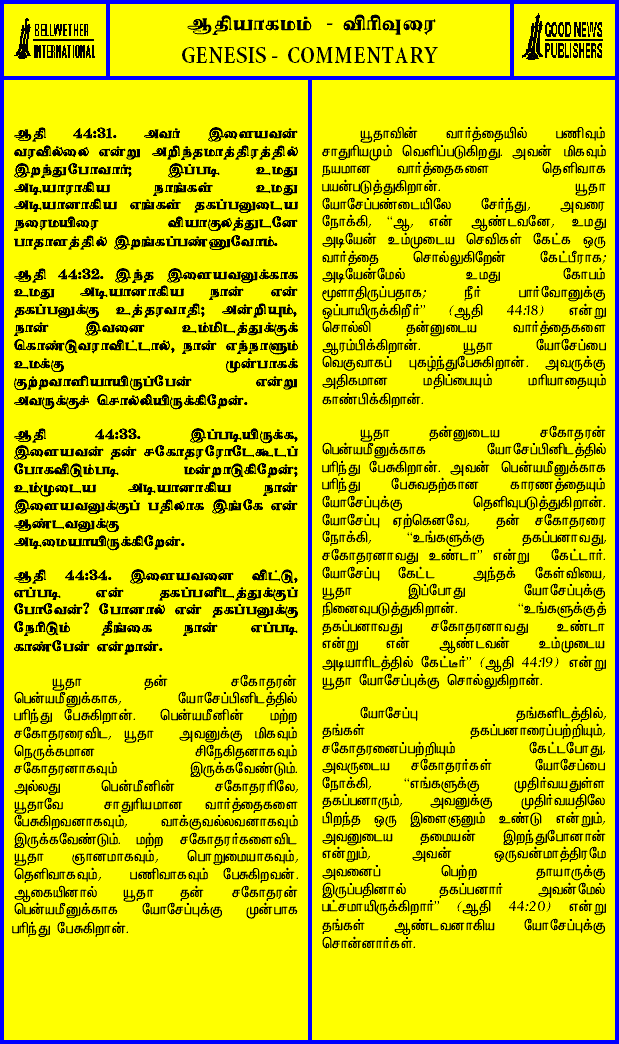 BELLWETHER
INTERNATIONAL
ஆதியாகமம் - விரிவுரை
GENESIS - COMMENTARY
GOOD NEWS
PUBLISHERS
ஆதி 44:31. அவர் இளையவன்
வரவில்லை என்று அறிந்தமாத்திரத்தில்
இறந்துபோவார்; இப்படி உமது
அடியாராகிய நாங்கள் உமது
அடியானாகிய எங்கள் தகப்பனுடைய
நரைமயிரை வியாகுலத்துடனே
பாதாளத்தில் இறங்கப்பண்ணுவோம்.
ஆதி 44:32. இந்த இளையவனுக்காக
உமது அடியானாகிய நான் என்
தகப்பனுக்கு உத்தரவாதி; அன்றியும்,
நான் இவனை உம்மிடத்துக்குக்
கொண்டுவராவிட்டால், நான் எந்நாளும்
உமக்கு முன்பாகக்
குற்றவாளியாயிருப்பேன் என்று
அவருக்குச் சொல்லியிருக்கிறேன்.
ஆதி 44:33. இப்படியிருக்க,
இளையவன் தன் சகோதரரோடேகூடப்
போகவிடும்படி மன்றாடுகிறேன்;
உம்முடைய அடியானாகிய நான்
இளையவனுக்குப் பதிலாக இங்கே என்
ஆண்டவனுக்கு
அடிமையாயிருக்கிறேன்.
ஆதி 44:34. இளையவனை விட்டு,
எப்படி என் தகப்பனிடத்துக்குப்
போவேன்? போனால் என் தகப்பனுக்கு
நேரிடும் தீங்கை நான் எப்படி
காண்பேன் என்றான்.
யூதா தன் சகோதரன்
பென்யமீனுக்காக, யோசேப்பினிடத்தில்
பரிந்து பேசுகிறான். பென்யமீனின் மற்ற
சகோதரரைவிட, யூதா அவனுக்கு மிகவும்
நெருக்கமான சிநேகிதனாகவும்
சகோதரனாகவும் இருக்கவேண்டும்.
அல்லது பென்மீனின் சகோதரரிலே,
யூதாவே சாதுரியமான வார்த்தைகளை
பேசுகிறவனாகவும், வாக்குவல்லவனாகவும்
இருக்கவேண்டும். மற்ற சகோதரர்களைவிட
யூதா ஞானமாகவும், பொறுமையாகவும்,
தெளிவாகவும், பணிவாகவும் பேசுகிறவன்.
ஆகையினால் யூதா தன் சகோதரன்
பென்யமீனுக்காக யோசேப்புக்கு முன்பாக
பரிந்து பேசுகிறான்.
யூதாவின் வார்த்தையில் பணிவும்
சாதுரியமும் வெளிப்படுகிறது. அவன் மிகவும்
நயமான வார்த்தைகளை தெளிவாக
பயன்படுத்துகிறான். யூதா
யோசேப்பண்டையிலே சேர்ந்து, அவரை
நோக்கி, “ஆ, என் ஆண்டவனே, உமது
அடியேன் உம்முடைய செவிகள் கேட்க ஒரு
வார்த்தை சொல்லுகிறேன் கேட்பீராக;
அடியேன்மேல் உமது கோபம்
மூளாதிருப்பதாக; நீர் பார்வோனுக்கு
ஒப்பாயிருக்கிறீர்” (ஆதி 44:18) என்று
சொல்லி தன்னுடைய வார்த்தைகளை
ஆரம்பிக்கிறான். யூதா யோசேப்பை
வெகுவாகப் புகழ்ந்துபேசுகிறான். அவருக்கு
அதிகமான மதிப்பையும் மரியாதையும்
காண்பிக்கிறான்.
யூதா தன்னுடைய சகோதரன்
பென்யமீனுக்காக யோசேப்பினிடத்தில்
பரிந்து பேசுகிறான். அவன் பென்யமீனுக்காக
பரிந்து பேசுவதற்கான காரணத்தையும்
யோசேப்புக்கு தெளிவுபடுத்துகிறான்.
யோசேப்பு ஏற்கெனவே, தன் சகோதரரை
நோக்கி, “உங்களுக்கு தகப்பனாவது,
சகோதரனாவது உண்டா” என்று கேட்டார்.
யோசேப்பு கேட்ட அந்தக் கேள்வியை,
யூதா இப்போது யோசேப்புக்கு
நினைவுபடுத்துகிறான். “உங்களுக்குத்
தகப்பனாவது சகோதரனாவது உண்டா
என்று என் ஆண்டவன் உம்முடைய
அடியாரிடத்தில் கேட்டீர்” (ஆதி 44:19) என்று
யூதா யோசேப்புக்கு சொல்லுகிறான்.
யோசேப்பு தங்களிடத்தில்,
தங்கள் தகப்பனாரைப்பற்றியும்,
சகோதரனைப்பற்றியும் கேட்டபோது,
அவருடைய சகோதரர்கள் யோசேப்பை
நோக்கி, “எங்களுக்கு முதிர்வயதுள்ள
தகப்பனாரும், அவனுக்கு முதிர்வயதிலே
பிறந்த ஒரு இளைஞனும் உண்டு என்றும்,
அவனுடைய தமையன் இறந்துபோனான்
என்றும், அவன் ஒருவன்மாத்திரமே
அவனைப் பெற்ற தாயாருக்கு
இருப்பதினால் தகப்பனார் அவன்மேல்
பட்சமாயிருக்கிறார்” (ஆதி 44:20) என்று
தங்கள் ஆண்டவனாகிய யோசேப்புக்கு
சொன்னார்கள்.